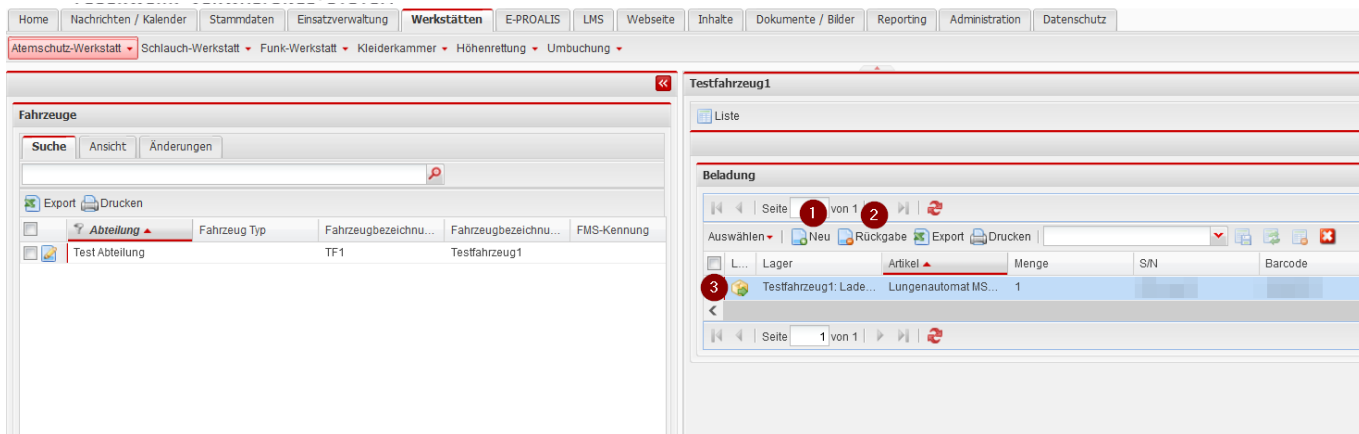 Home Nachrichten / Kalender Stammdaten Einsatzverwaltung Werkstätten E-PROALIS LMS Webseite Inhalte Dokumente / Bilder Reporting Administration Datenschutz
Atemschutz-Werkstatt Schlauch-Werkstatt Funk-Werkstatt Kleiderkammer Höhenrettung Umbuchung
Fahrzeuge
Suche Ansicht Änderungen
Export Drucken
Abteilung Fahrzeug Typ Fahrzeugbezeichnu... Fahrzeugbezeichnu... FMS-Kennung
Test Abteilung TF1 Testfahrzeug1
Testfahrzeug1
Liste
Beladung
Seite 1 von 1 2
Auswählen Neu Rückgabe Export Drucken
L... Lager Artikel Menge S/N Barcode
3 Testfahrzeug1: Lade... Lungenautomat MS... 1
Seite 1 von 1